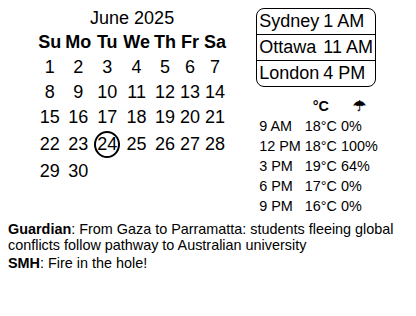 June 2025
Su Mo Tu We Th Fr Sa
1 2 3 4 5 6 7
8 9 10 11 12 13 14
15 16 17 18 19 20 21
22 23 24 25 26 27 28
29 30
Sydney 1 AM
Ottawa 11 AM
London 4 PM
°C ☂
9 AM 18°C 0%
12 PM 18°C 100%
3 PM 19°C 64%
6 PM 17°C 0%
9 PM 16°C 0%
Guardian: From Gaza to Parramatta: students fleeing global
conflicts follow pathway to Australian university
SMH: Fire in the hole!